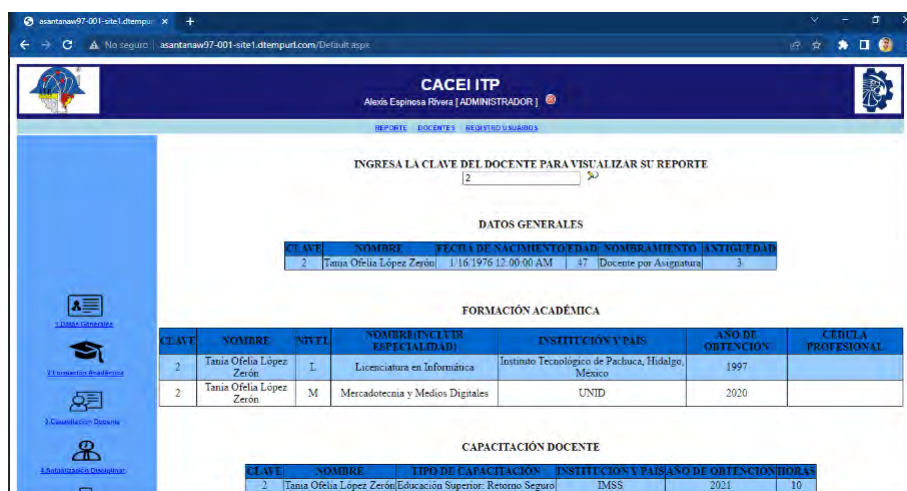 asantanaw97-001-site1.dtempur
No seguro
asantanaw97-001-site1.dtempurl.com/Default.aspx
CACEI ITP
Alexis Espinosa Rivera [ ADMINISTRADOR ]
REPORTE DOCENTES REGISTRO USUARIOS
INGRESA LA CLAVE DEL DOCENTE PARA VISUALIZAR SU REPORTE
2
DATOS GENERALES
CLAVE NOMBRE FECHA DE NACIMIENTO EDAD NOMBRAMIENTO ANTIGUEDAD
2 Tania Ofelia López Zerón 1/16/1976 12:00:00 AM 47 Docente por Asignatura 3
1.Datos Generales
2.Formación Académica
3.Capacitación Docente
4.Actualización Disciplinar
FORMACIÓN ACADÉMICA
CLAVE NOMBRE NIVEL NOMBRE(INCLUIR ESPECIALIDAD) INSTITUCIÓN Y PAÍS AÑO DE OBTENCIÓN CÉDULA PROFESIONAL
2 Tania Ofelia López Zerón L Licenciatura en Informática Instituto Tecnológico de Pachuca, Hidalgo, México 1997
2 Tania Ofelia López Zerón M Mercadotecnia y Medios Digitales UNID 2020
CAPACITACIÓN DOCENTE
CLAVE NOMBRE TIPO DE CAPACITACIÓN INSTITUCIÓN Y PAÍS AÑO DE OBTENCIÓN HORAS
2 Tania Ofelia López Zerón Educación Superior: Retorno Seguro IMSS 2021 10